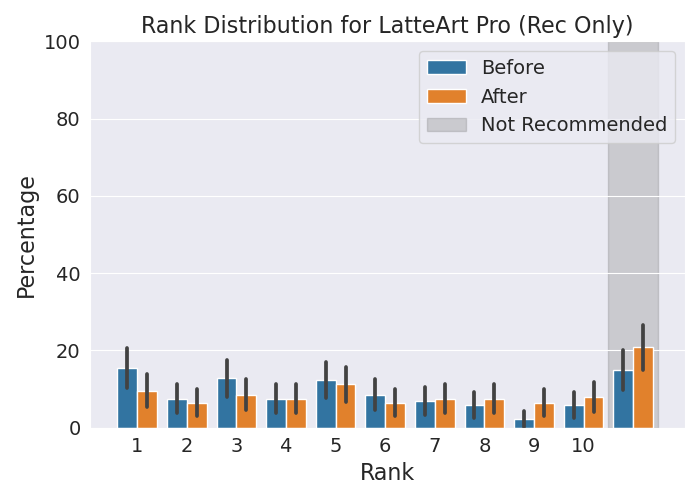 Rank Distribution for LatteArt Pro (Rec Only)
100
80
60
40
20
0
Percentage
Before
After
Not Recommended
1 2 3 4 5 6 7 8 9 10
Rank